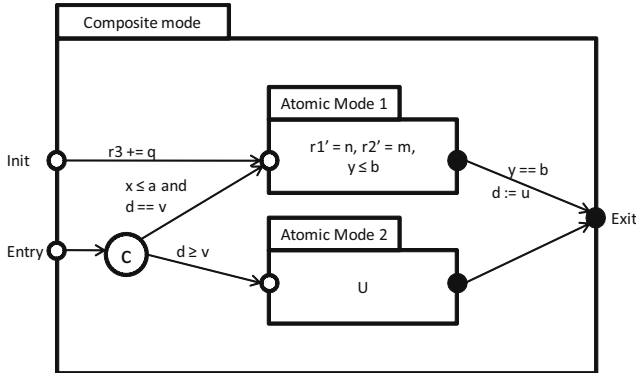 Composite mode
Atomic Mode 1
r1' = n, r2' = m,
y ≤ b
Init
r3 += q
x ≤ a and
d == v
y == b
d := u
Exit
Entry
C
d ≥ v
Atomic Mode 2
U